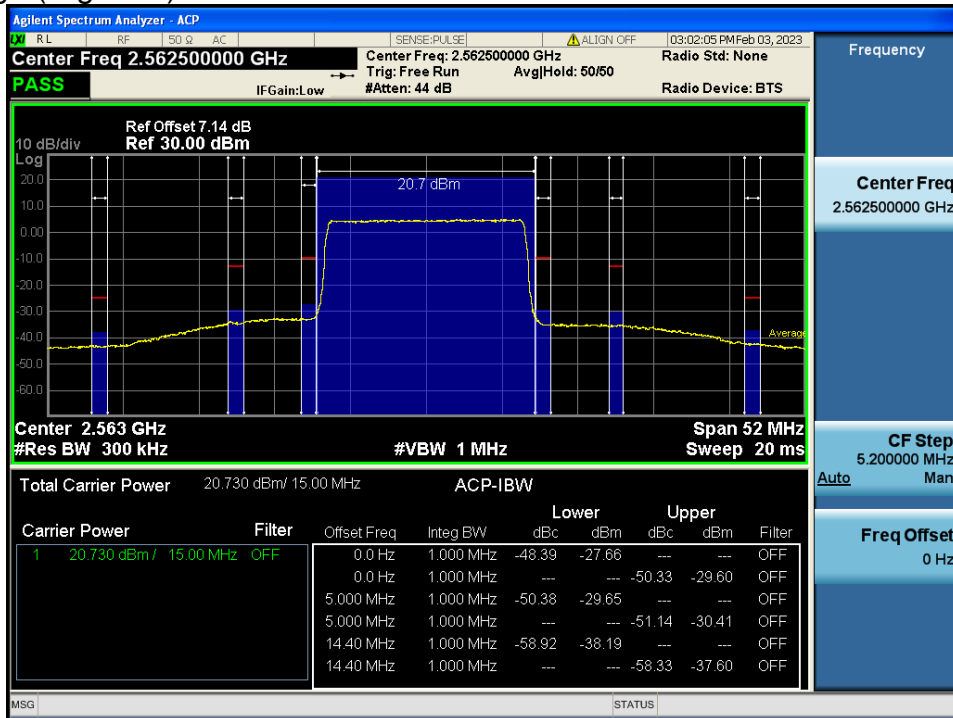 Agilent Spectrum Analyzer - ACP
LXI RL RF 50 Ω AC SENSE:PULSE ALIGN OFF 03:02:05 PM Feb 03, 2023
Center Freq 2.562500000 GHz Center Freq: 2.562500000 GHz Radio Std: None
Trig: Free Run Avg|Hold: 50/50
PASS IFGain:Low #Atten: 44 dB Radio Device: BTS
Ref Offset 7.14 dB
10 dB/div Ref 30.00 dBm
Log
20.0
20.7 dBm
10.0
0.00
-10.0
-20.0
-30.0
-40.0
Average
-50.0
-60.0
Center 2.563 GHz Span 52 MHz
#Res BW 300 kHz #VBW 1 MHz Sweep 20 ms
Total Carrier Power 20.730 dBm/ 15.00 MHz ACP-IBW
Lower Upper
Carrier Power Filter Offset Freq Integ BW dBc dBm dBc dBm Filter
1 20.730 dBm / 15.00 MHz OFF 0.0 Hz 1.000 MHz -48.39 -27.66 --- --- OFF
0.0 Hz 1.000 MHz --- --- -50.33 -29.60 OFF
5.000 MHz 1.000 MHz -50.38 -29.65 --- --- OFF
5.000 MHz 1.000 MHz --- --- -51.14 -30.41 OFF
14.40 MHz 1.000 MHz -58.92 -38.19 --- --- OFF
14.40 MHz 1.000 MHz --- --- -58.33 -37.60 OFF
MSG STATUS
Frequency
Center Freq
2.562500000 GHz
CF Step
5.200000 MHz
Auto Man
Freq Offset
0 Hz